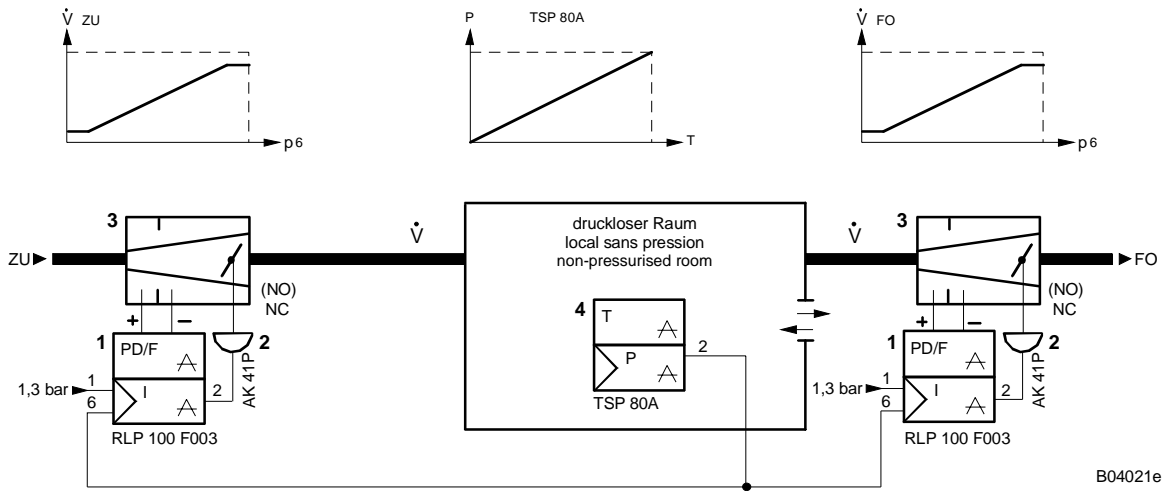 V̇ ZU
p6
P TSP 80A
T
V̇ FO
p6
3
ZU
(NO)
NC
+ –
1
PD/F
2
1,3 bar
1
6
I
2
AK 41P
RLP 100 F003
V̇
druckloser Raum
local sans pression
non-pressurised room
4
T
P
2
TSP 80A
V̇
3
FO
(NO)
NC
+ –
1
PD/F
2
1,3 bar
1
6
I
2
AK 41P
RLP 100 F003
B04021e